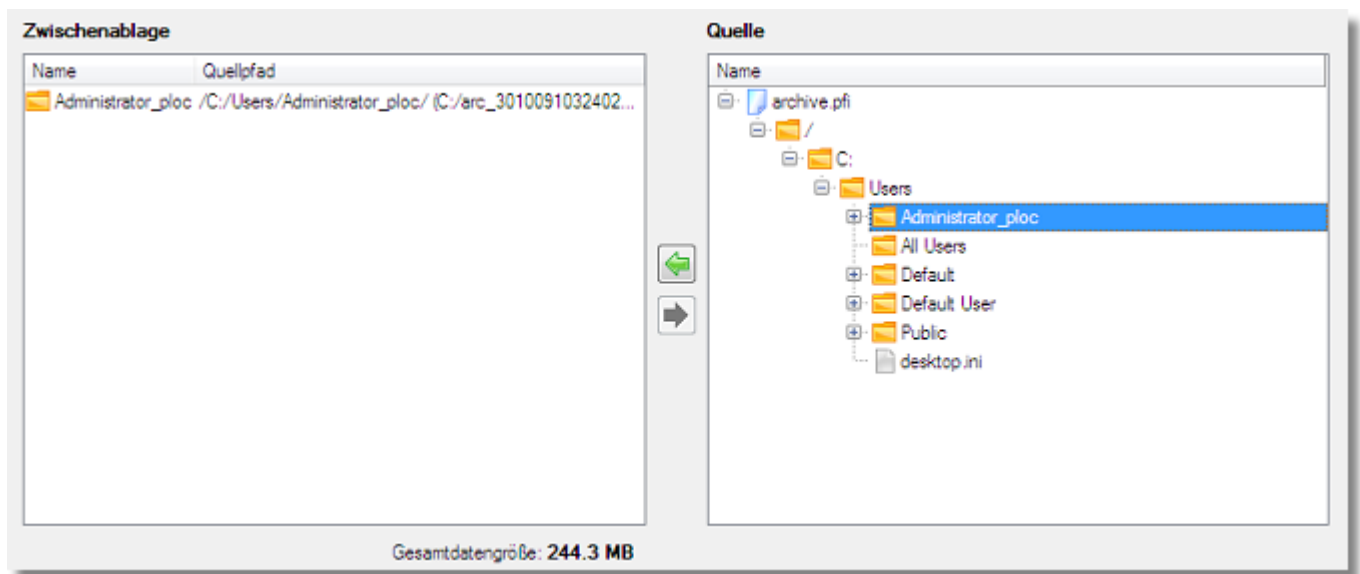 Zwischenablage
Name Quellpfad
Administrator_ploc /C:/Users/Administrator_ploc/ (C:/arc_3010091032402...
Gesamtdatengröße: 244.3 MB
Quelle
Name
archive.pfi
/
C:
Users
Administrator_ploc
All Users
Default
Default User
Public
desktop.ini